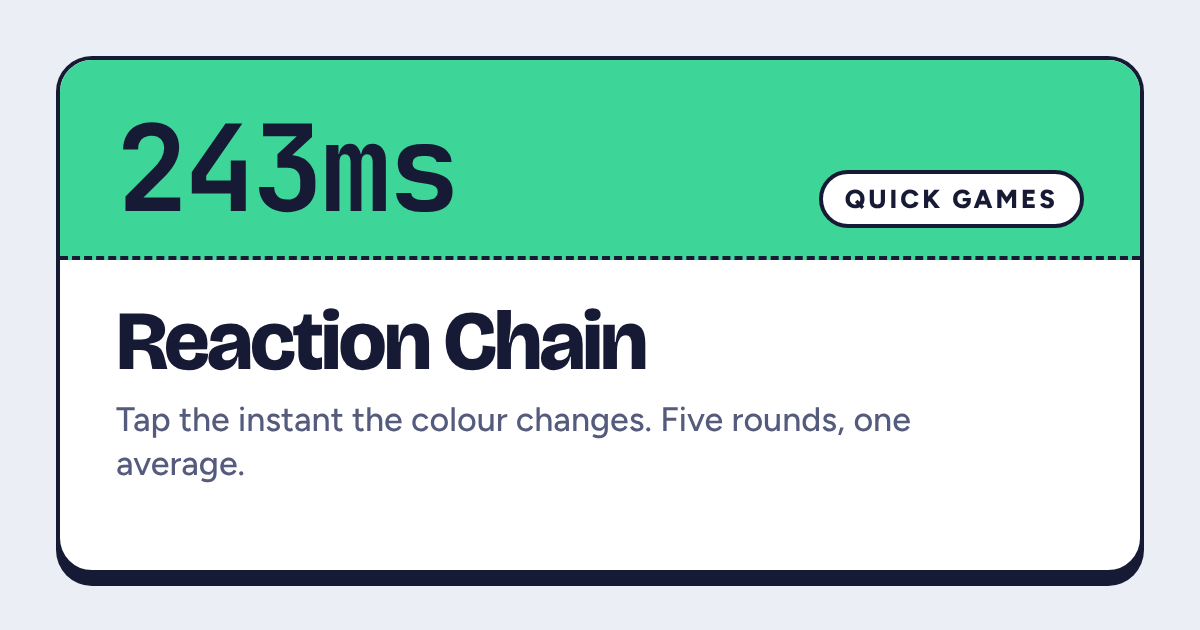 243ms
QUICK GAMES
Reaction Chain
Tap the instant the colour changes. Five rounds, one
average.